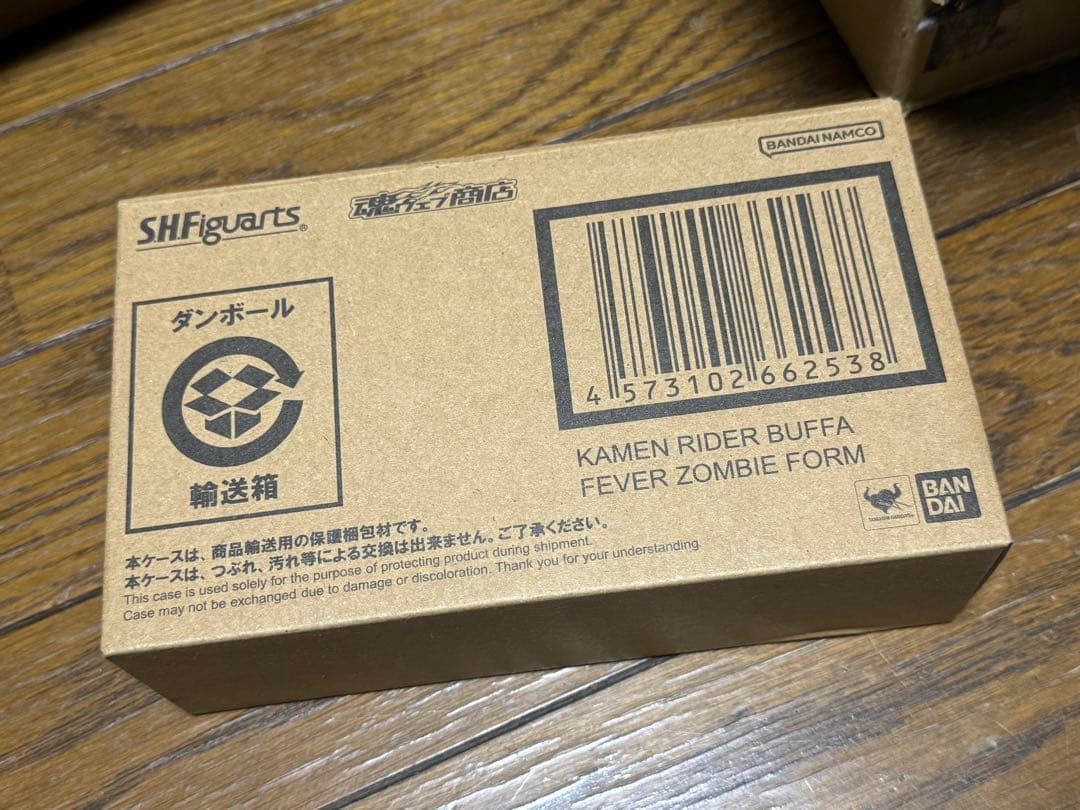 S.H.Figuarts®
魂ウェブ商店
BANDAI NAMCO
ダンボール
輸送箱
4 573102 662538
KAMEN RIDER BUFFA
FEVER ZOMBIE FORM
BAN
DAI
本ケースは、商品輸送用の保護梱包材です。
本ケースは、つぶれ、汚れ等による交換は出来ません。ご了承ください。
This case is used solely for the purpose of protecting product during shipment.
Case may not be exchanged due to damage or discoloration. Thank you for your understanding.